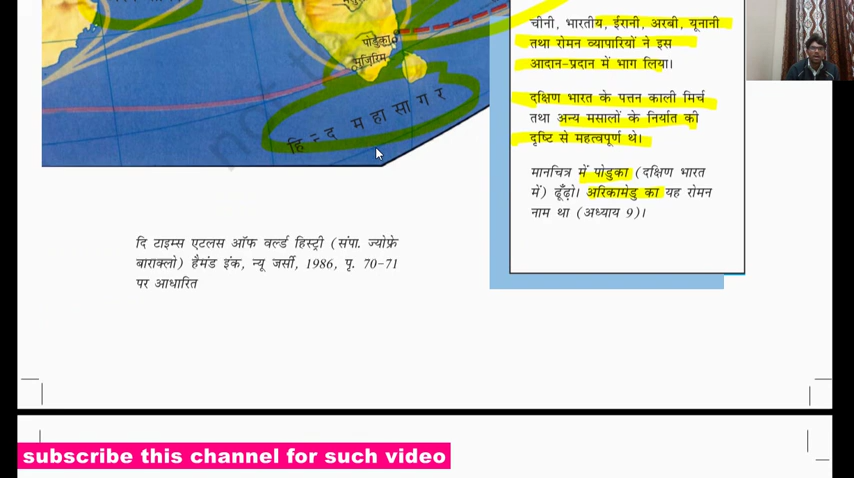 पोडुका
मुजिरिम
हिन्द महासागर
चीनी, भारतीय, ईरानी, अरबी, यूनानी
तथा रोमन व्यापारियों ने इस
आदान-प्रदान में भाग लिया।
दक्षिण भारत के पत्तन काली मिर्च
तथा अन्य मसालों के निर्यात की
दृष्टि से महत्वपूर्ण थे।
मानचित्र में पोडुका (दक्षिण भारत
में) ढूँढ़ो। अरिकामेडु का यह रोमन
नाम था (अध्याय 9)।
दि टाइम्स एटलस ऑफ वर्ल्ड हिस्ट्री (संपा. ज्योफ्रे
बाराक्लो) हैमंड इंक, न्यू जर्सी, 1986, पृ. 70-71
पर आधारित
subscribe this channel for such video